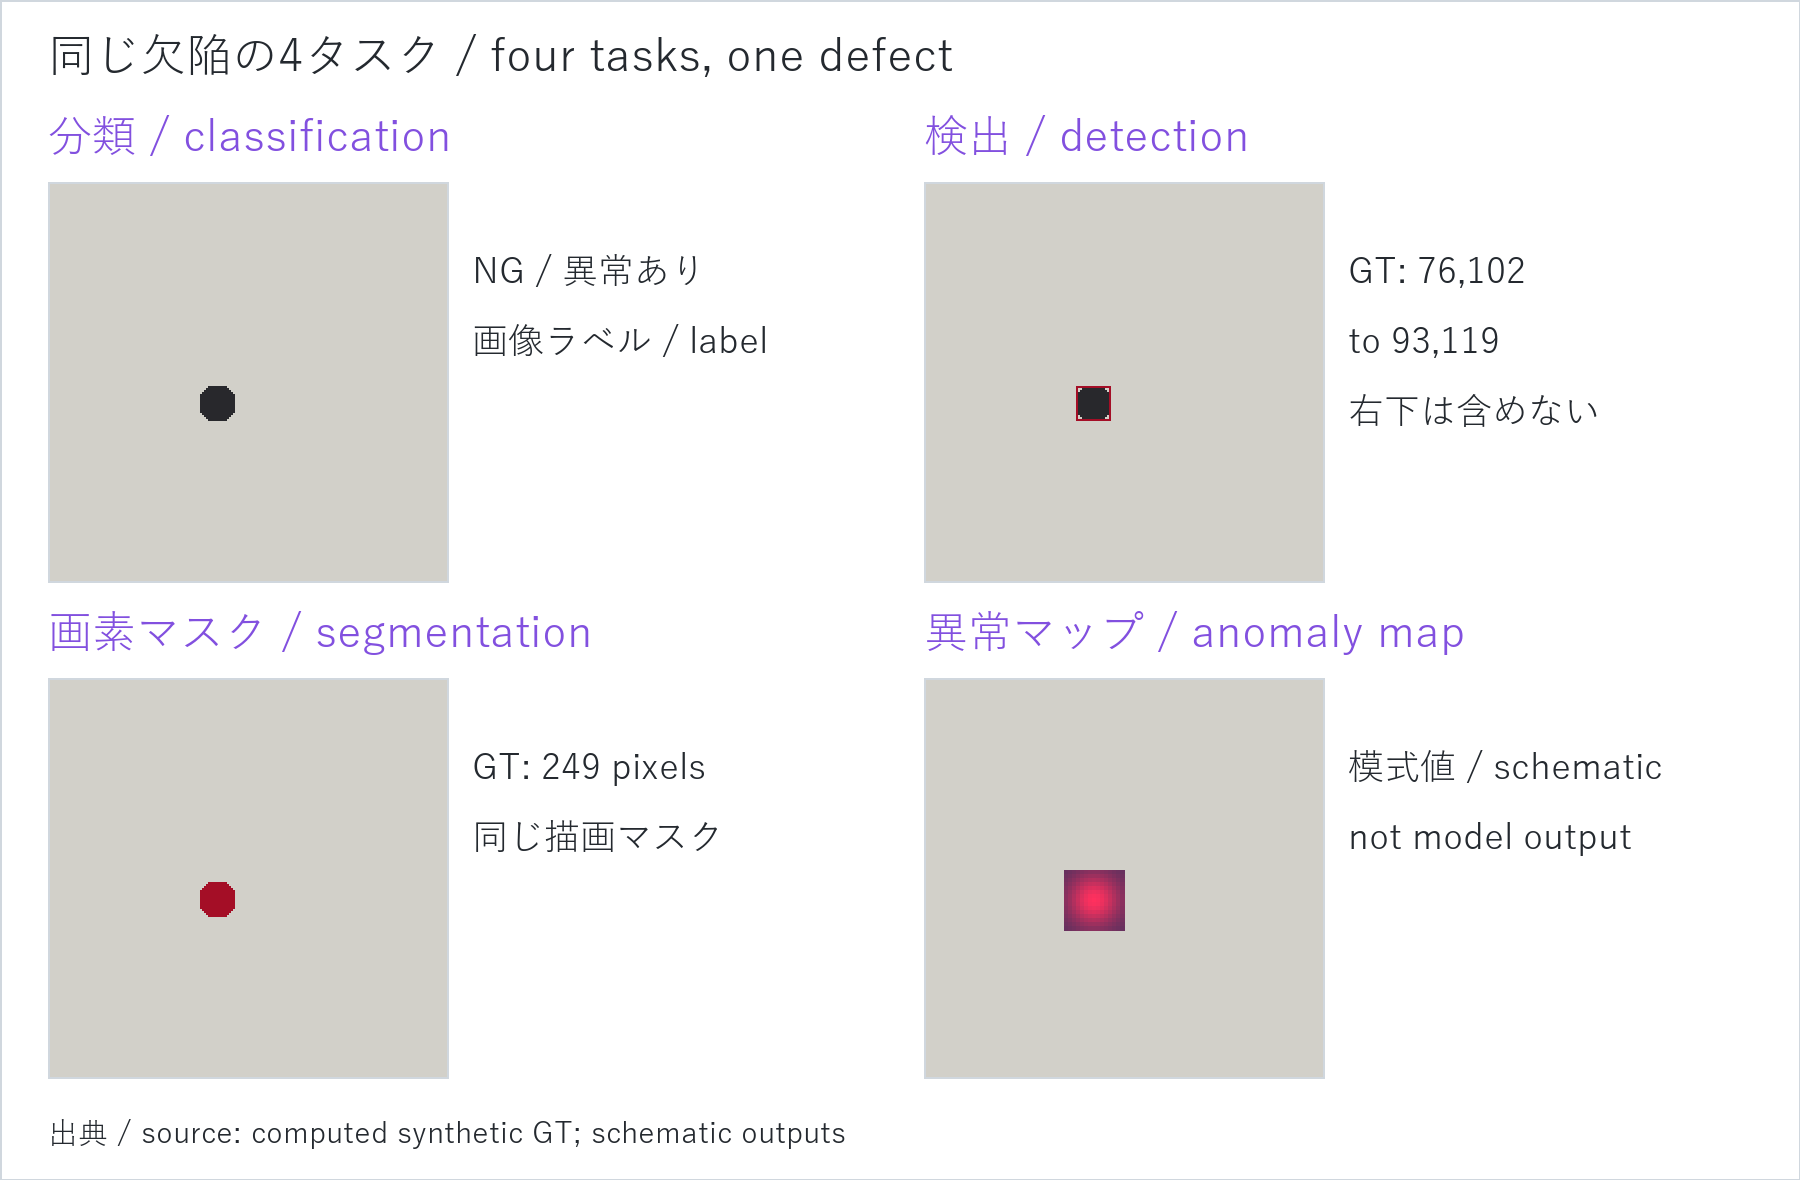 同じ欠陥の4タスク / four tasks, one defect
分類 / classification
NG / 異常あり
画像ラベル / label
検出 / detection
GT: 76,102
to 93,119
右下は含めない
画素マスク / segmentation
GT: 249 pixels
同じ描画マスク
異常マップ / anomaly map
模式値 / schematic
not model output
出典 / source: computed synthetic GT; schematic outputs